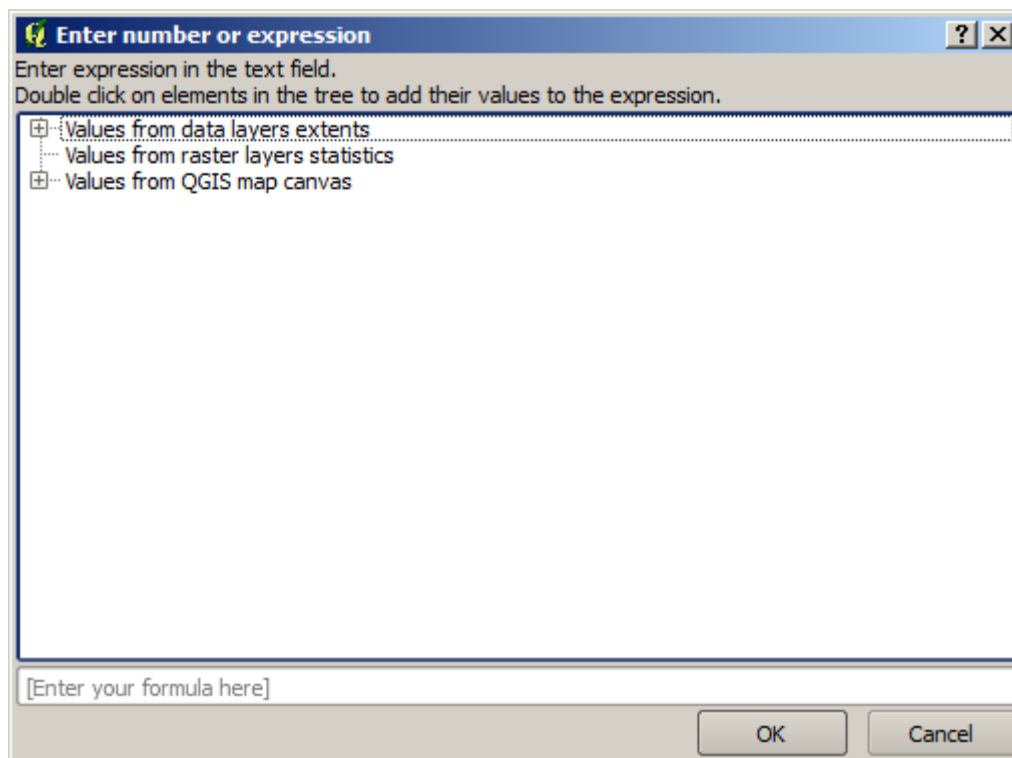 Enter number or expression
Enter expression in the text field.
Double click on elements in the tree to add their values to the expression.
Values from data layers extents
Values from raster layers statistics
Values from QGIS map canvas
[Enter your formula here]
OK Cancel